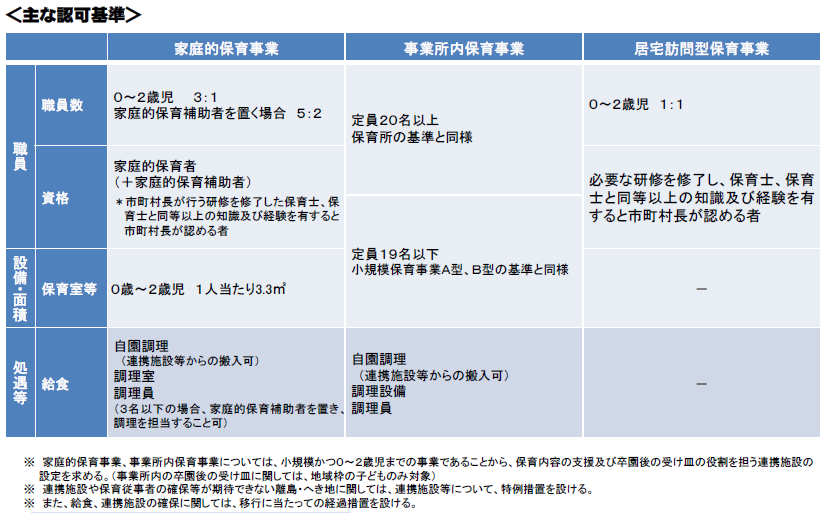 ＜主な認可基準＞
家庭的保育事業
事業所内保育事業
居宅訪問型保育事業
職員
職員数
０～２歳児　３：１
家庭的保育補助者を置く場合　５：２
定員２０名以上
保育所の基準と同様
０～２歳児　１：１
資格
家庭的保育者
（＋家庭的保育補助者）
＊市町村長が行う研修を修了した保育士、保
育士と同等以上の知識及び経験を有すると
市町村長が認める者
必要な研修を修了し、保育士、保育
士と同等以上の知識及び経験を有
すると市町村長が認める者
定員１９名以下
小規模保育事業Ａ型、Ｂ型の基準と同様
設備・面積
保育室等
０歳～２歳児　１人当たり3.3㎡
－
処遇等
給食
自園調理
（連携施設等からの搬入可）
調理室
調理員
（３名以下の場合、家庭的保育補助者を置き、
調理を担当すること可）
自園調理
（連携施設等からの搬入可）
調理設備
調理員
－
※　家庭的保育事業、事業所内保育事業については、小規模かつ０～２歳児までの事業であることから、保育内容の支援及び卒園後の受け皿の役割を担う連携施設の
設定を求める。（事業所内の卒園後の受け皿に関しては、地域枠の子どものみ対象）
※　連携施設や保育従事者の確保等が期待できない離島・へき地に関しては、連携施設等について、特例措置を設ける。
※　また、給食、連携施設の確保に関しては、移行に当たっての経過措置を設ける。